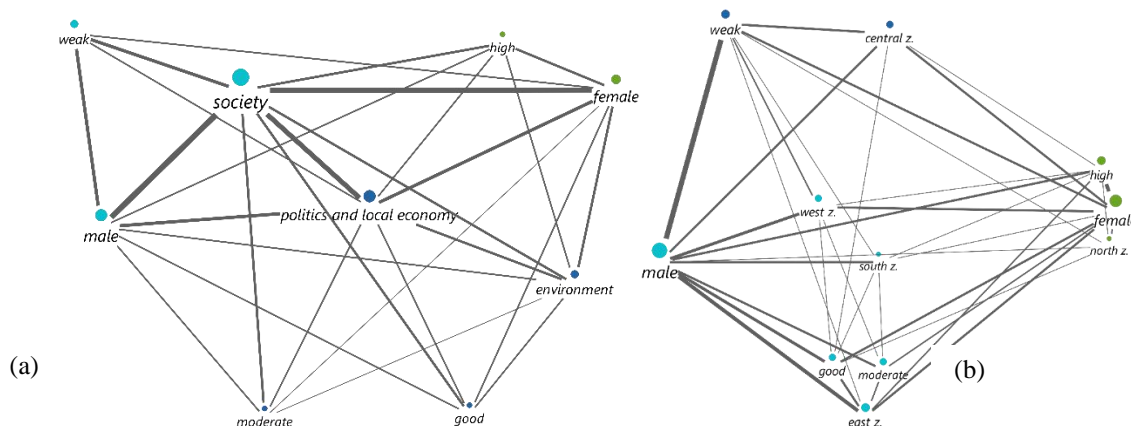 weak
high
society
female
politics and local economy
male
environment
(a)
moderate
good
weak
central z.
high
west z.
female
north z.
male
south z.
good
moderate
(b)
east z.